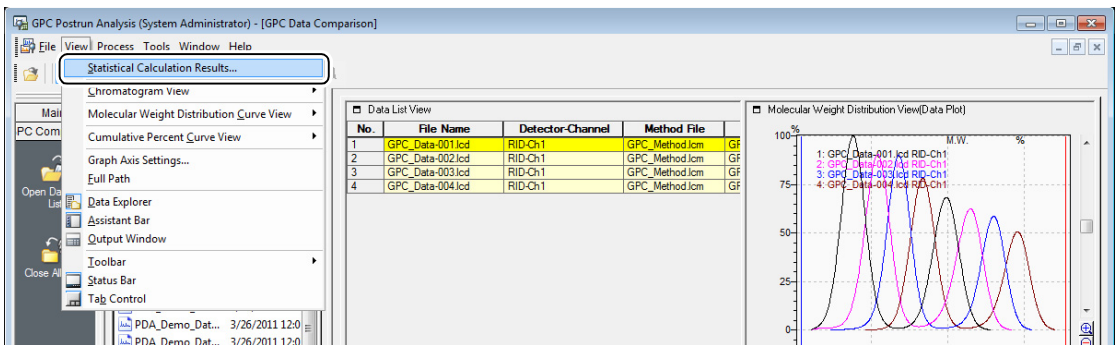 GPC Postrun Analysis (System Administrator) - [GPC Data Comparison]
File View Process Tools Window Help
Statistical Calculation Results...
Chromatogram View
Molecular Weight Distribution Curve View
Cumulative Percent Curve View
Graph Axis Settings...
Full Path
Data Explorer
Assistant Bar
Output Window
Toolbar
Status Bar
Tab Control
Mai
PC Com
Open Da
List
Close All
PDA_Demo_Dat... 3/26/2011 12:0
PDA_Demo_Dat... 3/26/2011 12:0
Data List View
No. File Name Detector-Channel Method File
1 GPC_Data-001.lcd RID-Ch1 GPC_Method.lcm GF
2 GPC_Data-002.lcd RID-Ch1 GPC_Method.lcm GF
3 GPC_Data-003.lcd RID-Ch1 GPC_Method.lcm GF
4 GPC_Data-004.lcd RID-Ch1 GPC_Method.lcm GF
Molecular Weight Distribution View(Data Plot)
%
M.W. %
1: GPC_Data-001.lcd RID-Ch1
2: GPC_Data-002.lcd RID-Ch1
3: GPC_Data-003.lcd RID-Ch1
4: GPC_Data-004.lcd RID-Ch1
100
75
50
25
0